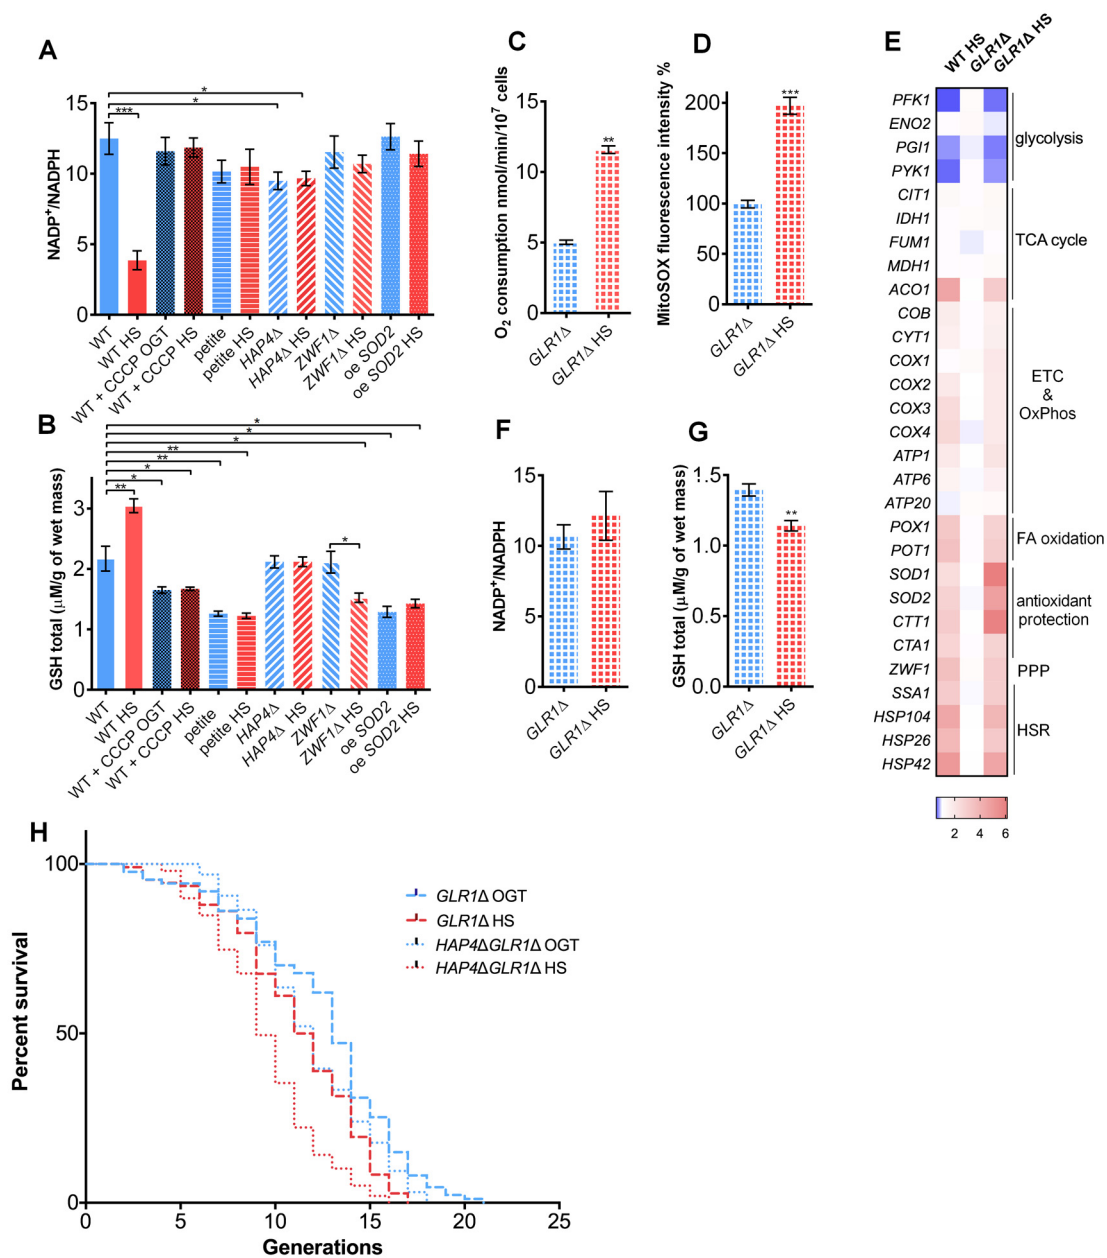 A
NADP⁺/NADPH
15
10
5
0
***
*
*
WT
WT HS
WT + CCCP OGT
WT + CCCP HS
petite
petite HS
HAP4Δ
HAP4Δ HS
ZWF1Δ
ZWF1Δ HS
oe SOD2
oe SOD2 HS
B
GSH total (μM/g of wet mass)
3
2
1
0
*
*
*
**
**
*
*
**
*
WT
WT HS
WT + CCCP OGT
WT + CCCP HS
petite
petite HS
HAP4Δ
HAP4Δ HS
ZWF1Δ
ZWF1Δ HS
oe SOD2
oe SOD2 HS
C
O₂ consumption nmol/min/10⁷ cells
15
10
5
0
**
GLR1Δ
GLR1Δ HS
D
MitoSOX fluorescence intensity %
200
150
100
50
0
***
GLR1Δ
GLR1Δ HS
E
WT HS
GLR1Δ
GLR1Δ HS
PFK1
ENO2
PGI1
PYK1
CIT1
IDH1
FUM1
MDH1
ACO1
COB
CYT1
COX1
COX2
COX3
COX4
ATP1
ATP6
ATP20
POX1
POT1
SOD1
SOD2
CTT1
CTA1
ZWF1
SSA1
HSP104
HSP26
HSP42
glycolysis
TCA cycle
ETC
&
OxPhos
FA oxidation
antioxidant
protection
PPP
HSR
2 4 6
F
NADP⁺/NADPH
15
10
5
0
GLR1Δ
GLR1Δ HS
G
GSH total (μM/g of wet mass)
1.5
1.0
0.5
0.0
**
GLR1Δ
GLR1Δ HS
H
Percent survival
100
50
0
0 5 10 15 20 25
Generations
GLR1Δ OGT
GLR1Δ HS
HAP4ΔGLR1Δ OGT
HAP4ΔGLR1Δ HS